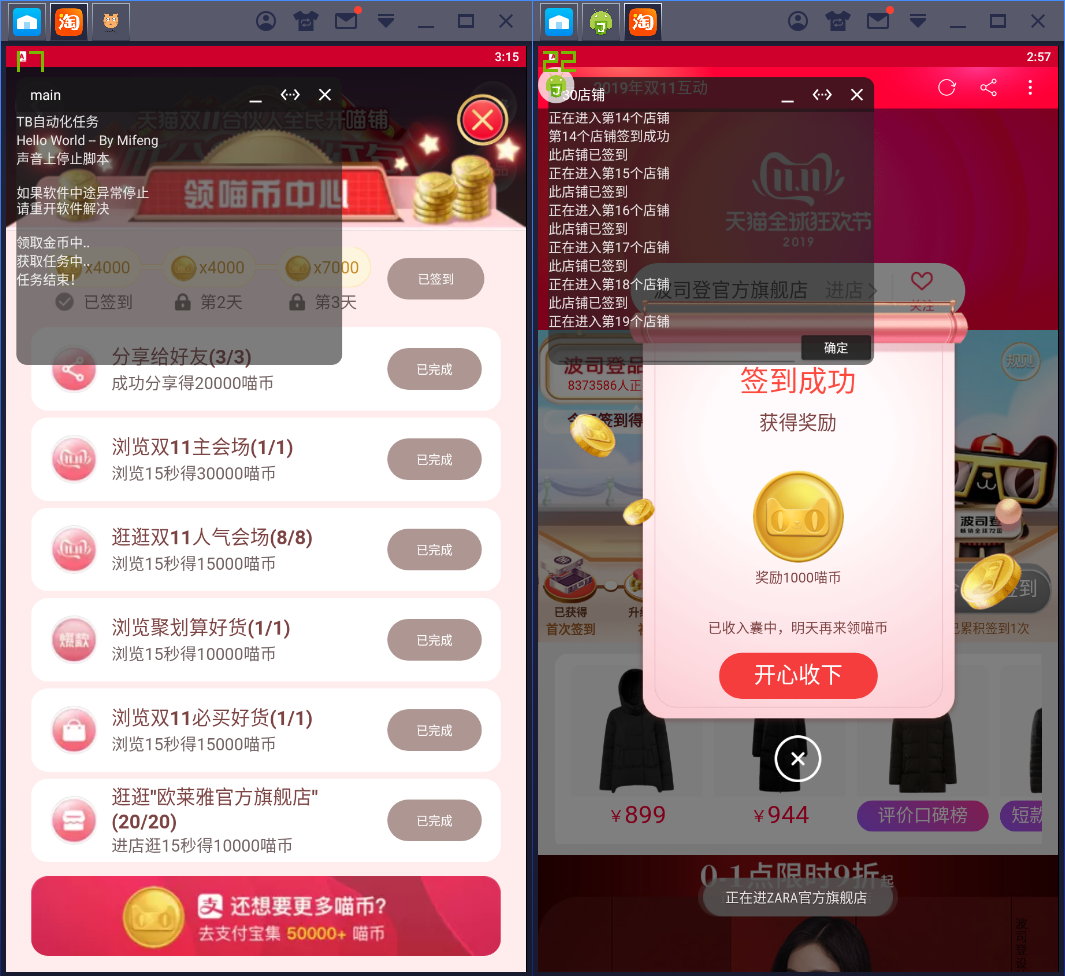 淘
3:15
17
main
TB自动化任务
Hello World -- By Mifeng
声音上停止脚本
如果软件中途异常停止
请重开软件解决
领取金币中..
获取任务中..
任务结束!
天猫双11合伙人全民开喵铺
领喵币中心
x4000
x4000
x7000
已签到
第2天
第3天
已签到
分享给好友(3/3)
成功分享得20000喵币
已完成
浏览双11主会场(1/1)
浏览15秒得30000喵币
已完成
逛逛双11人气会场(8/8)
浏览15秒得15000喵币
已完成
浏览聚划算好货(1/1)
浏览15秒得10000喵币
已完成
浏览双11必买好货(1/1)
浏览15秒得15000喵币
已完成
逛逛"欧莱雅官方旗舰店"
(20/20)
进店逛15秒得10000喵币
已完成
支 还想要更多喵币?
去支付宝集 50000+ 喵币
淘
2:57
22
30店铺
2019年双11互动
正在进入第14个店铺
第14个店铺签到成功
此店铺已签到
正在进入第15个店铺
此店铺已签到
正在进入第16个店铺
此店铺已签到
正在进入第17个店铺
此店铺已签到
正在进入第18个店铺
此店铺已签到
正在进入第19个店铺
确定
天猫全球狂欢节
2019
波司登官方旗舰店
进店
关注
波司登品
8373586人正
规则
签到成功
获得奖励
奖励1000喵币
已收入囊中，明天再来领喵币
开心收下
波司登
已获得
首次签到
签到
已累积签到1次
¥899
¥944
评价口碑榜
短款
0-1点限时9折起
正在进ZARA官方旗舰店